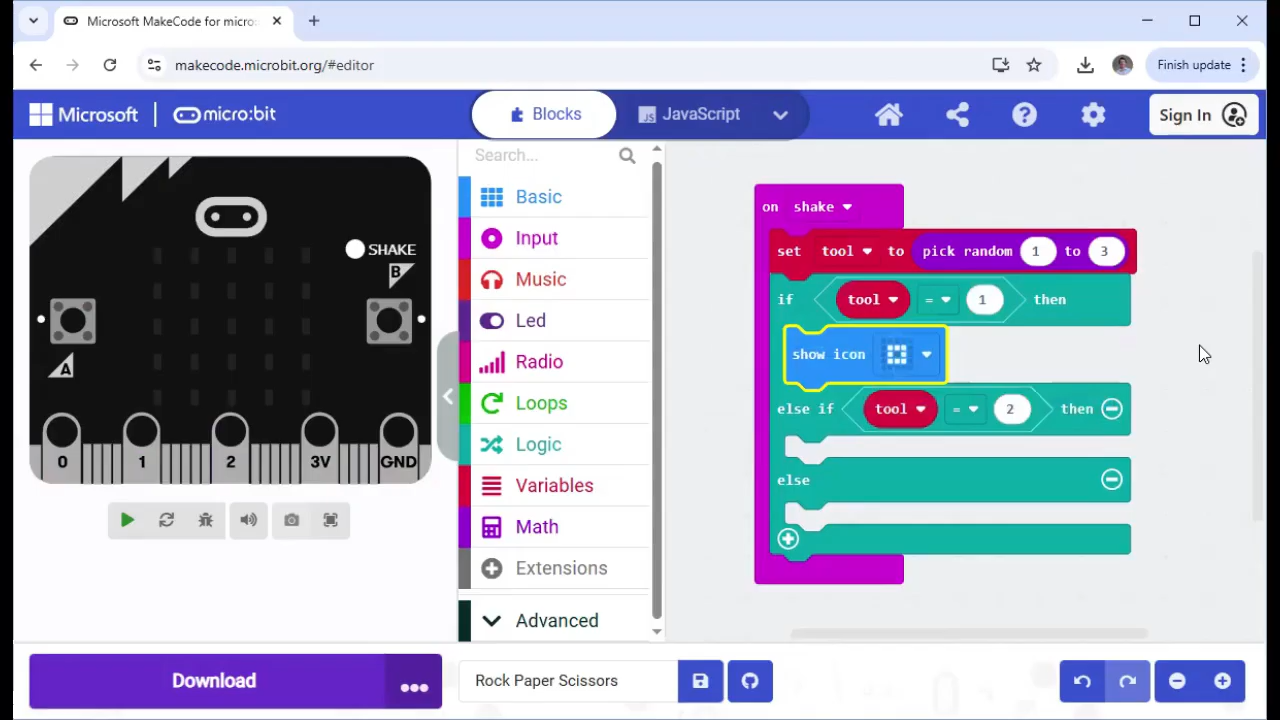 Microsoft MakeCode for micro:
makecode.microbit.org/#editor
Finish update
Microsoft
micro:bit
Blocks
JavaScript
Sign In
SHAKE
B
A
0 1 2 3V GND
Search...
Basic
Input
Music
Led
Radio
Loops
Logic
Variables
Math
Extensions
Advanced
on shake
set tool to pick random 1 to 3
if tool = 1 then
show icon
else if tool = 2 then
else
Download
Rock Paper Scissors